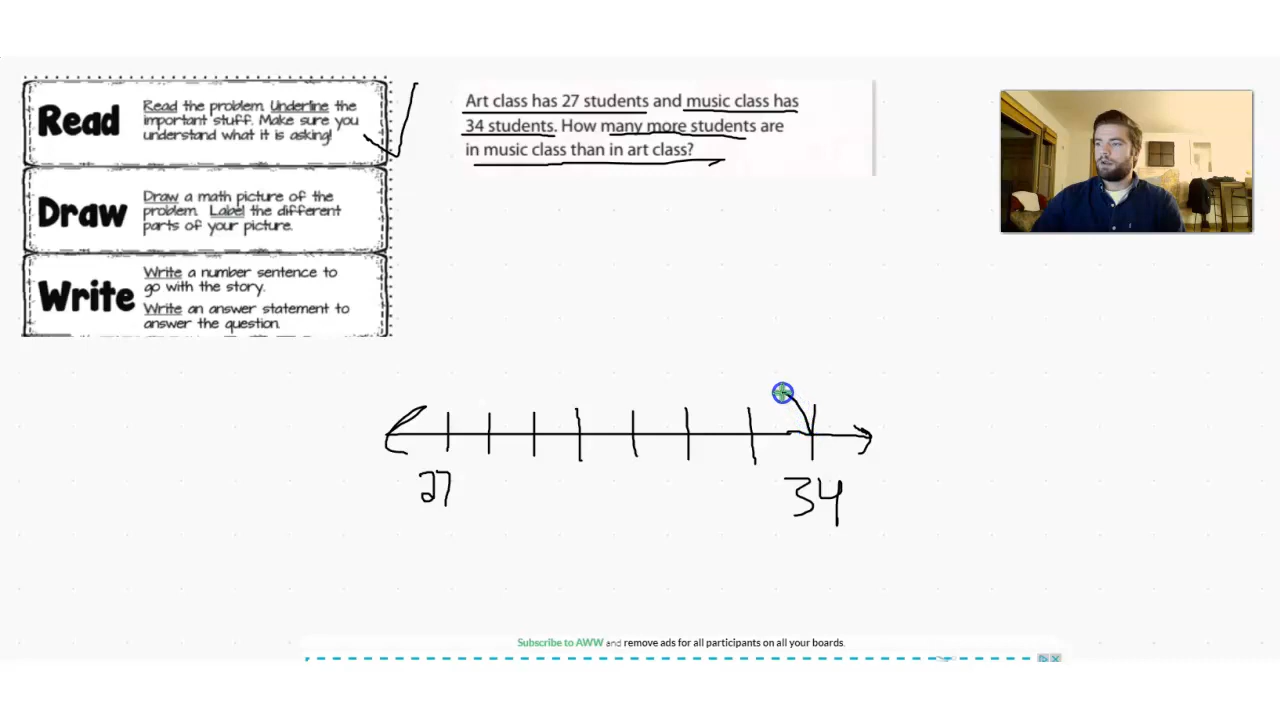 Read
Read the problem. Underline the
important stuff. Make sure you
understand what it is asking!
Draw
Draw a math picture of the
problem. Label the different
parts of your picture.
Write
Write a number sentence to
go with the story.
Write an answer statement to
answer the question.
Art class has 27 students and music class has
34 students. How many more students are
in music class than in art class?
27
34
Subscribe to AWW and remove ads for all participants on all your boards.